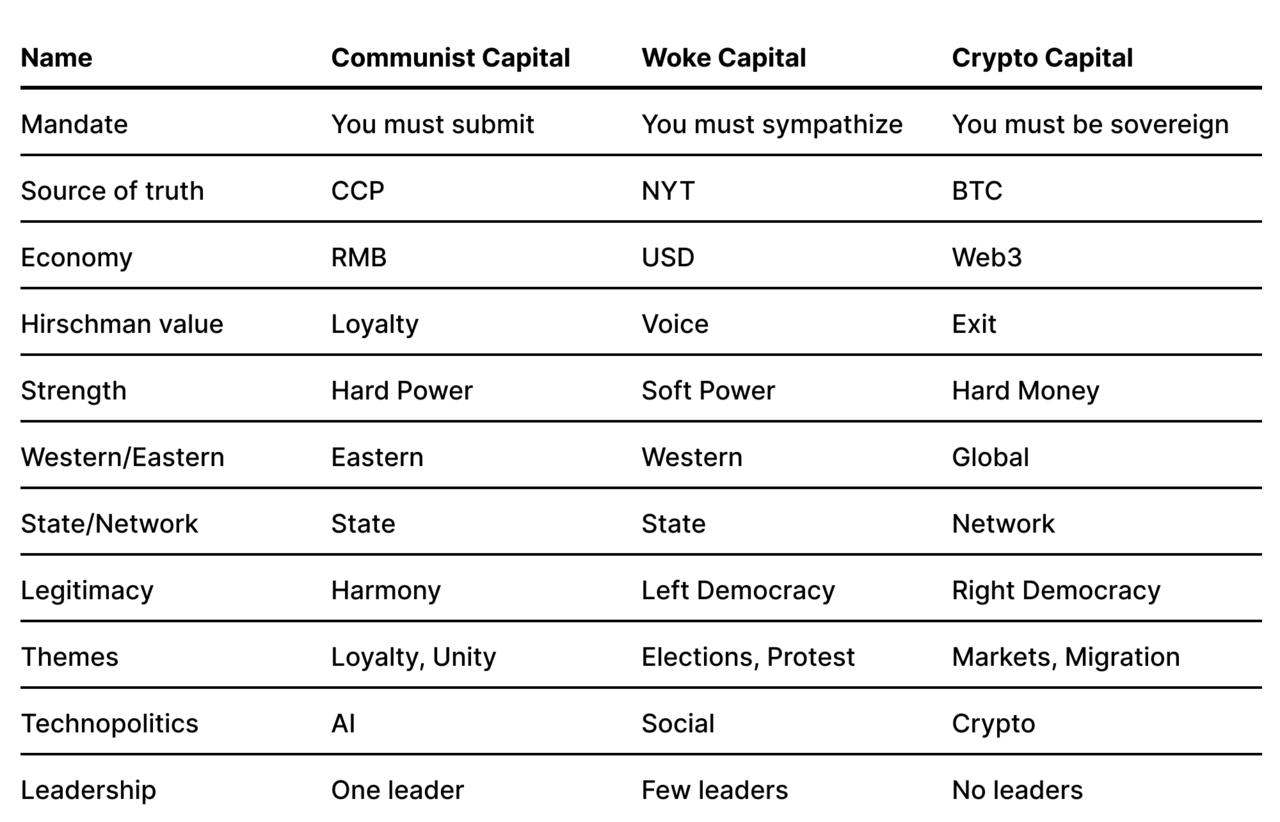 Name Communist Capital Woke Capital Crypto Capital
Mandate You must submit You must sympathize You must be sovereign
Source of truth CCP NYT BTC
Economy RMB USD Web3
Hirschman value Loyalty Voice Exit
Strength Hard Power Soft Power Hard Money
Western/Eastern Eastern Western Global
State/Network State State Network
Legitimacy Harmony Left Democracy Right Democracy
Themes Loyalty, Unity Elections, Protest Markets, Migration
Technopolitics AI Social Crypto
Leadership One leader Few leaders No leaders